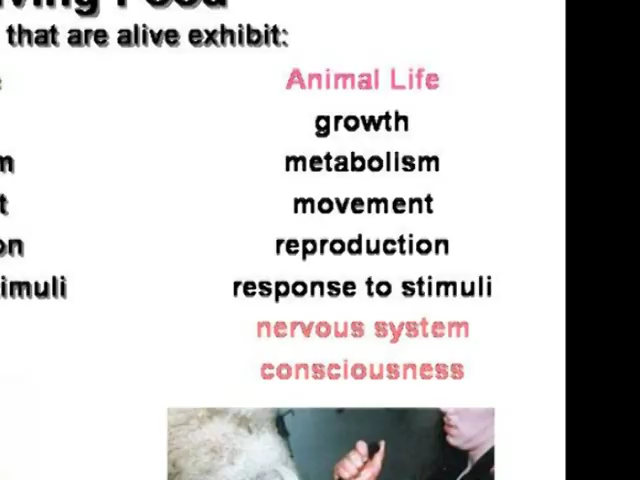 that are alive exhibit:
Animal Life
growth
metabolism
movement
reproduction
response to stimuli
nervous system
consciousness